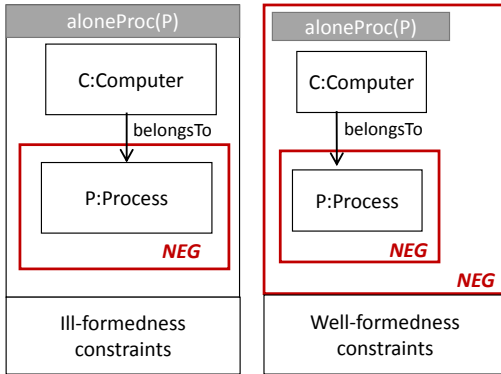 aloneProc(P)
C:Computer
belongsTo
P:Process
NEG
Ill-formedness
constraints
aloneProc(P)
C:Computer
belongsTo
P:Process
NEG
NEG
Well-formedness
constraints